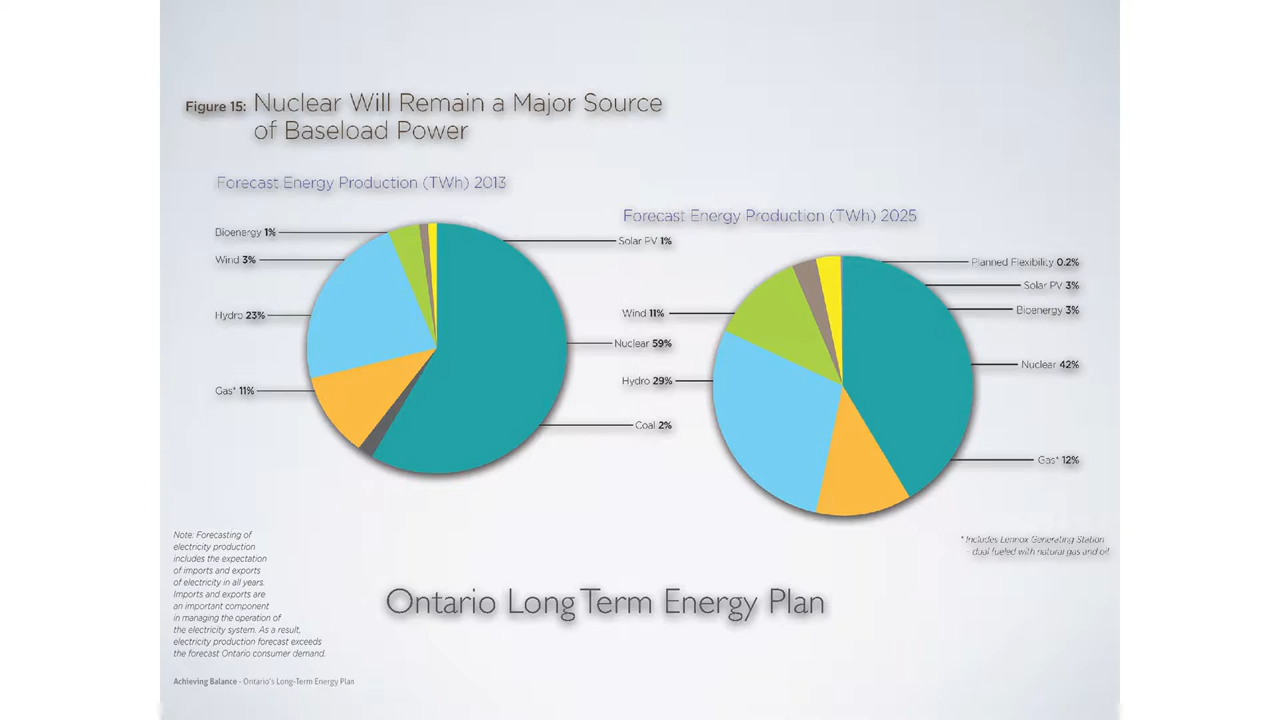 Figure 15: Nuclear Will Remain a Major Source
of Baseload Power
Forecast Energy Production (TWh) 2013
Bioenergy 1%
Wind 3%
Hydro 23%
Gas* 11%
Solar PV 1%
Nuclear 59%
Coal 2%
Forecast Energy Production (TWh) 2025
Wind 11%
Hydro 29%
Planned Flexibility 0.2%
Solar PV 3%
Bioenergy 3%
Nuclear 42%
Gas* 12%
* Includes Lennox Generating Station
- dual fueled with natural gas and oil
Note: Forecasting of
electricity production
includes the expectation
of imports and exports
of electricity in all years.
Imports and exports are
an important component
in managing the operation of
the electricity system. As a result,
electricity production forecast exceeds
the forecast Ontario consumer demand.
Ontario Long Term Energy Plan
Achieving Balance - Ontario's Long-Term Energy Plan